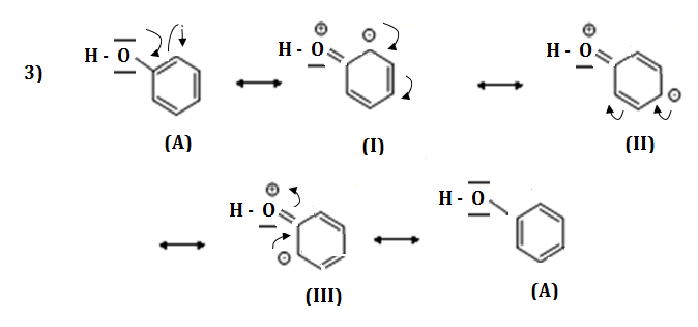 3)
H - O
H - O ⊕ ⊖
H - O ⊕ ⊖
(A)
(I)
(II)
H - O ⊕ ⊖
H - O
(III)
(A)